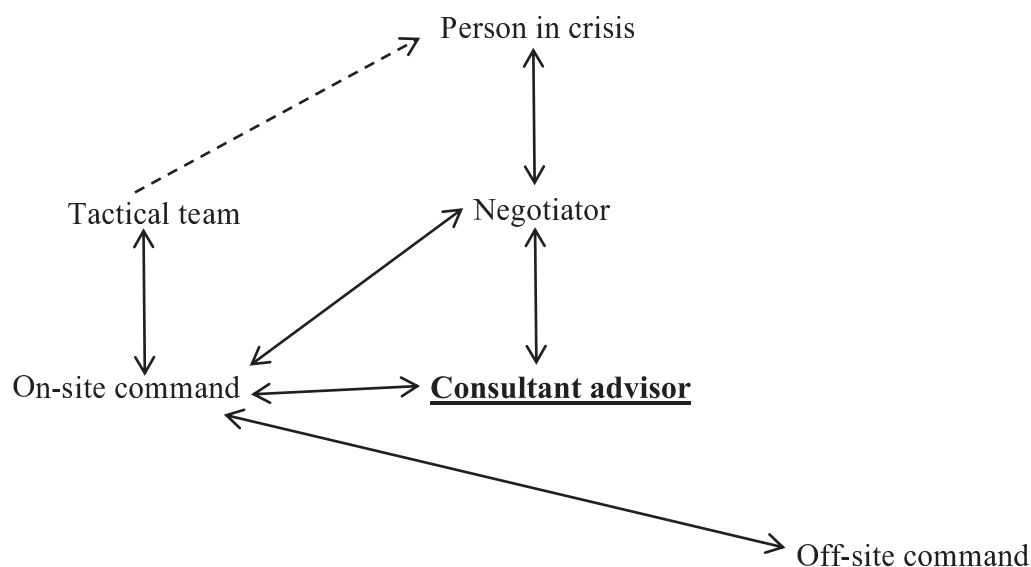 Person in crisis
Tactical team
Negotiator
On-site command
Consultant advisor
Off-site command